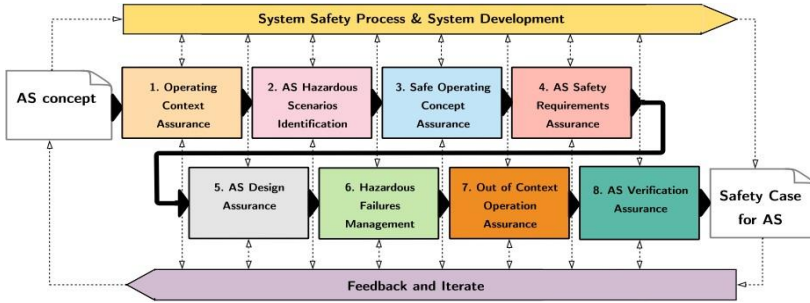 System Safety Process & System Development
AS concept
1. Operating
Context
Assurance
2. AS Hazardous
Scenarios
Identification
3. Safe Operating
Concept
Assurance
4. AS Safety
Requirements
Assurance
5. AS Design
Assurance
6. Hazardous
Failures
Management
7. Out of Context
Operation
Assurance
8. AS Verification
Assurance
Safety Case
for AS
Feedback and Iterate